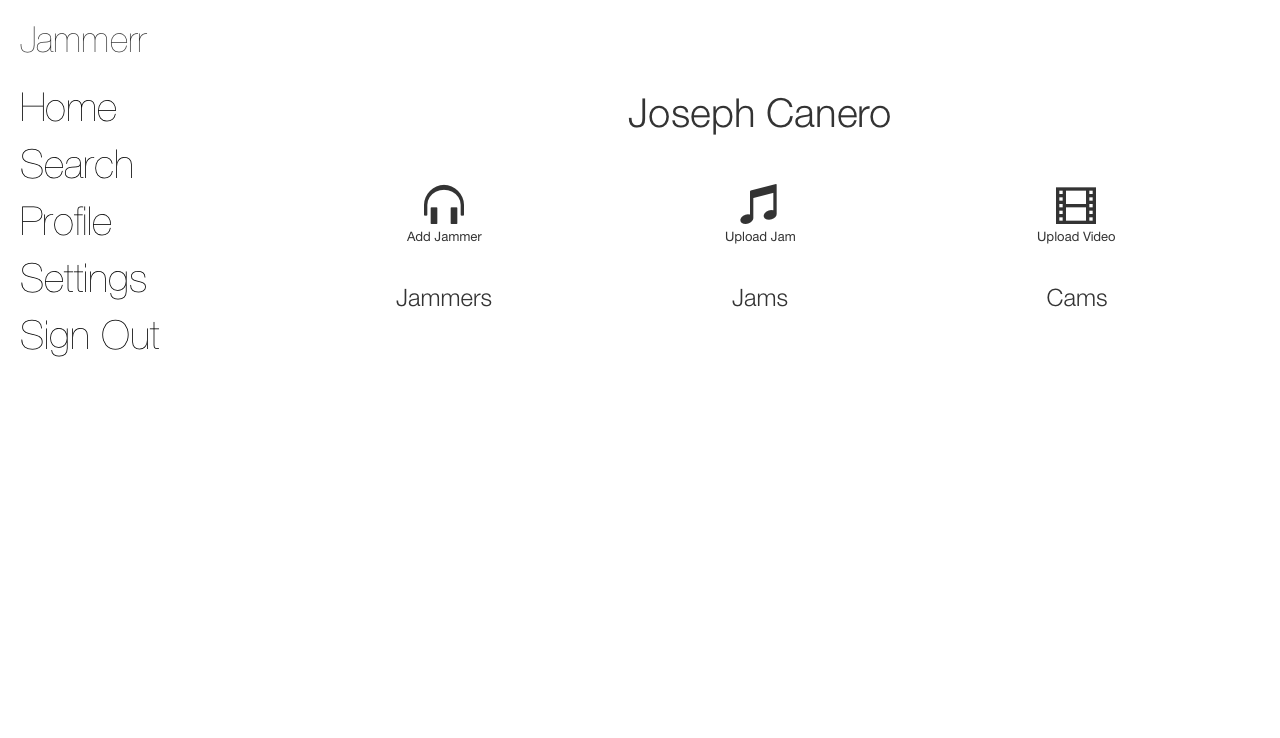 Jammerr
Home
Search
Profile
Settings
Sign Out
Joseph Canero
Add Jammer
Upload Jam
Upload Video
Jammers
Jams
Cams